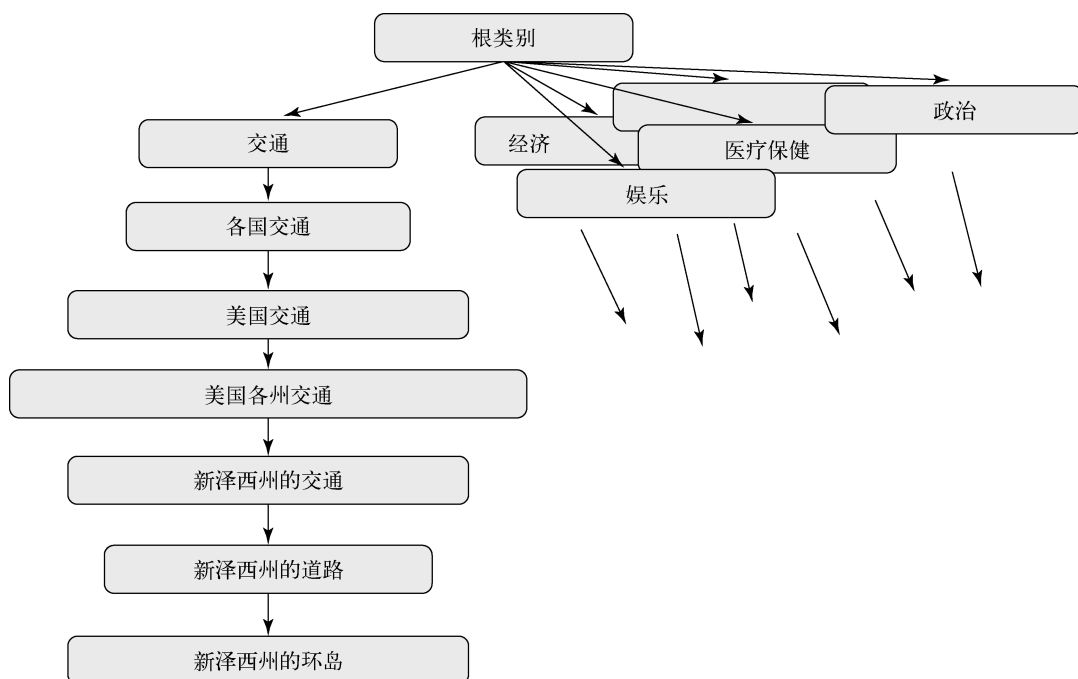 根类别
交通
经济
政治
医疗保健
娱乐
各国交通
美国交通
美国各州交通
新泽西州的交通
新泽西州的道路
新泽西州的环岛